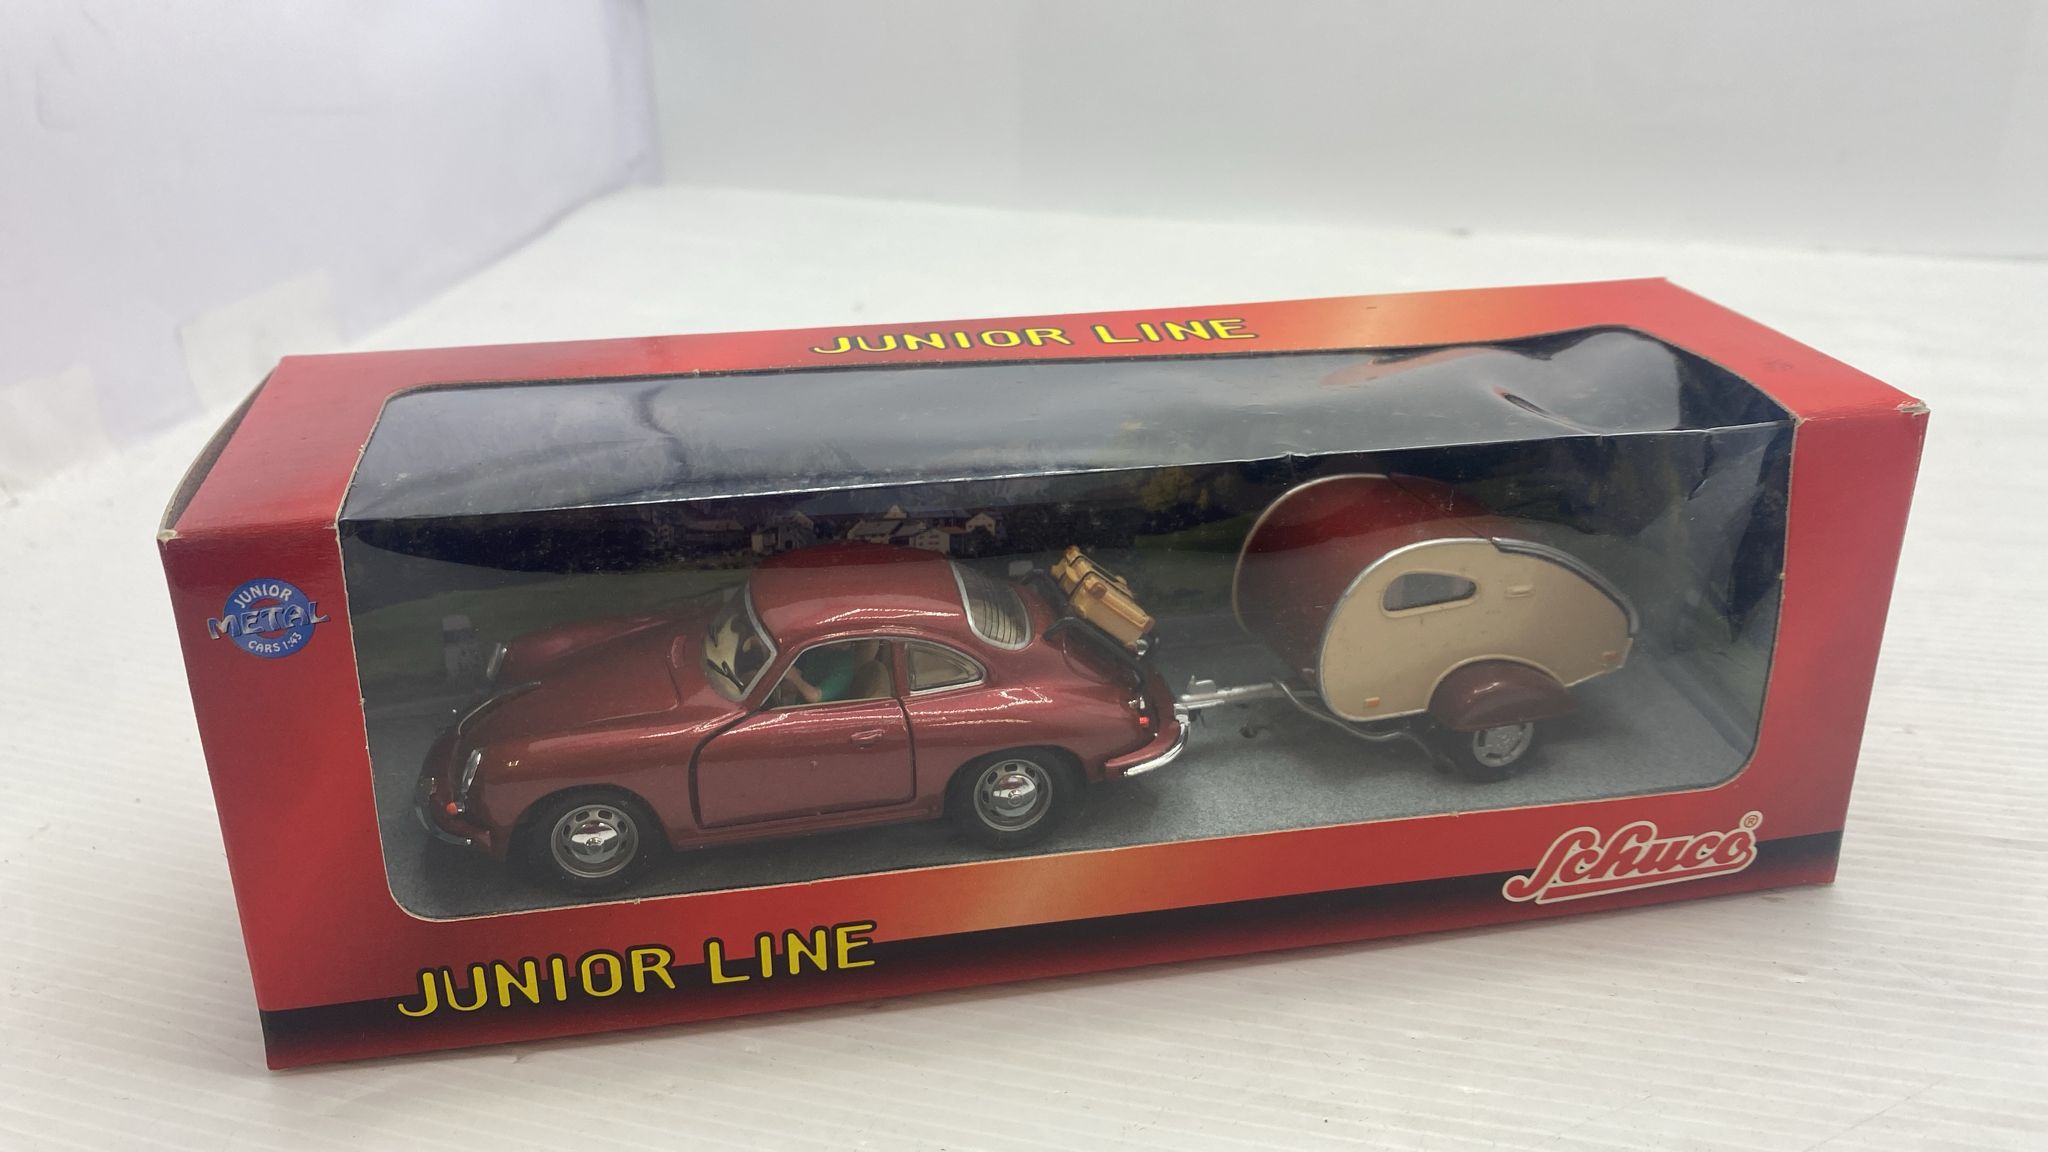 JUNIOR LINE
JUNIOR
METAL
CARS 1:43
Schuco®
JUNIOR LINE